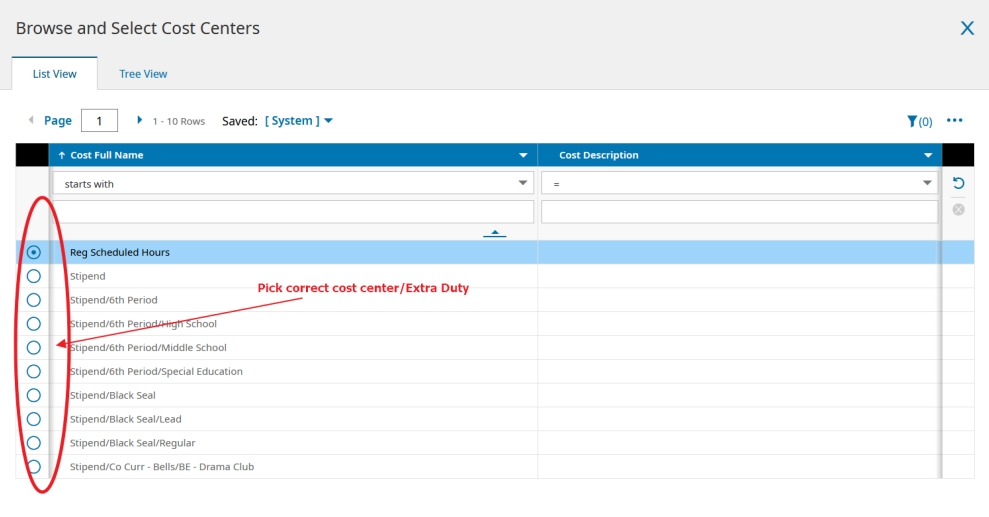 Browse and Select Cost Centers X
List View Tree View
Page 1 1 - 10 Rows Saved: [ System ] (0) •••
↑ Cost Full Name Cost Description
starts with =
Reg Scheduled Hours
Stipend
Pick correct cost center/Extra Duty
Stipend/6th Period
Stipend/6th Period/High School
Stipend/6th Period/Middle School
Stipend/6th Period/Special Education
Stipend/Black Seal
Stipend/Black Seal/Lead
Stipend/Black Seal/Regular
Stipend/Co Curr - Bells/BE - Drama Club